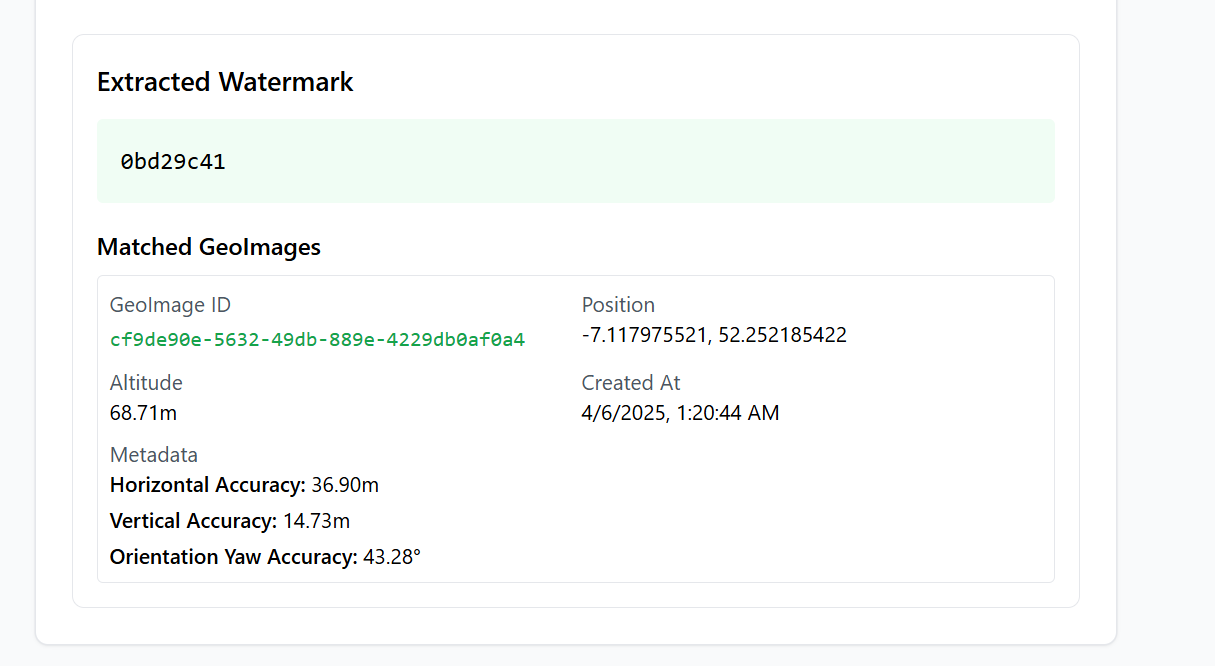 Extracted Watermark
0bd29c41
Matched GeoImages
GeoImage ID
cf9de90e-5632-49db-889e-4229db0af0a4
Position
-7.117975521, 52.252185422
Altitude
68.71m
Created At
4/6/2025, 1:20:44 AM
Metadata
Horizontal Accuracy: 36.90m
Vertical Accuracy: 14.73m
Orientation Yaw Accuracy: 43.28°